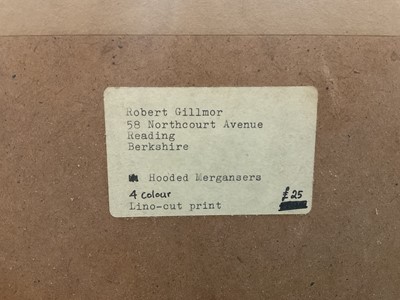 Robert Gillmor
58 Northcourt Avenue
Reading
Berkshire
Hooded Mergansers
4 Colour
Lino-cut print
£25